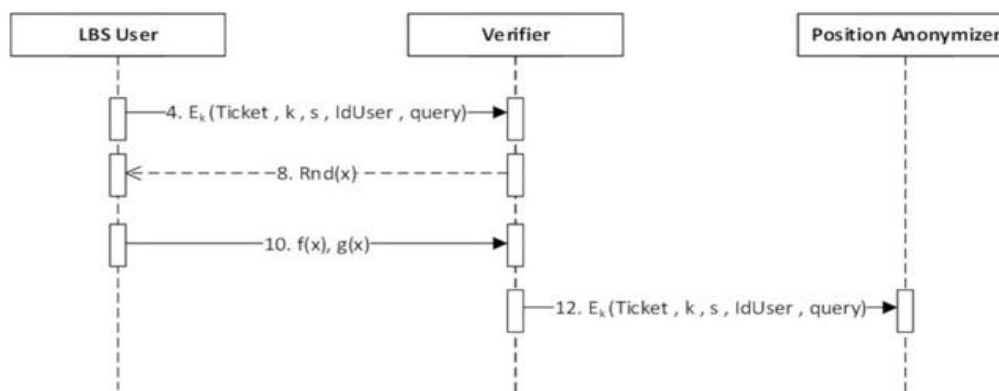 LBS User
Verifier
Position Anonymizer
4. Eₖ(Ticket , k , s , IdUser , query)
8. Rnd(x)
10. f(x), g(x)
12. Eₖ(Ticket , k , s , IdUser , query)